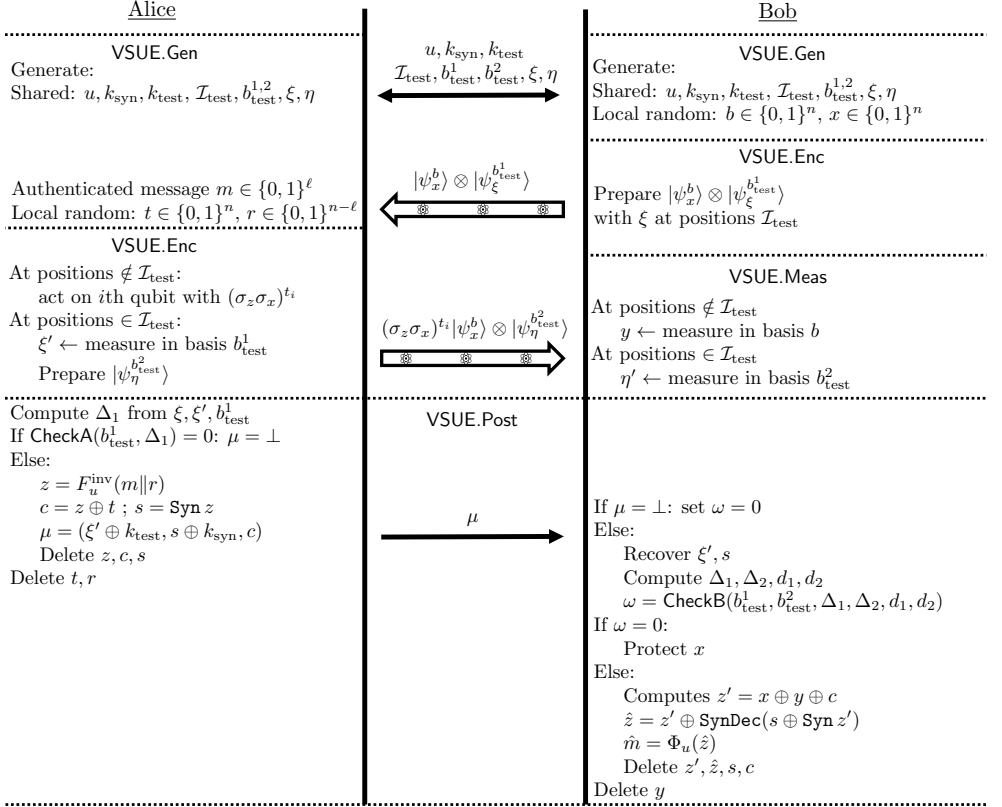 Alice
Bob
VSUE.Gen
Generate:
Shared: u, k_syn, k_test, I_test, b^{1,2}_test, ξ, η
u, k_syn, k_test
I_test, b^1_test, b^2_test, ξ, η
VSUE.Gen
Generate:
Shared: u, k_syn, k_test, I_test, b^{1,2}_test, ξ, η
Local random: b ∈ {0,1}^n, x ∈ {0,1}^n
Authenticated message m ∈ {0,1}^ℓ
Local random: t ∈ {0,1}^n, r ∈ {0,1}^{n−ℓ}
|ψ^b_x⟩ ⊗ |ψ^{b^1_test}_ξ⟩
VSUE.Enc
Prepare |ψ^b_x⟩ ⊗ |ψ^{b^1_test}_ξ⟩
with ξ at positions I_test
VSUE.Enc
At positions ∉ I_test:
act on ith qubit with (σ_zσ_x)^{t_i}
At positions ∈ I_test:
ξ′ ← measure in basis b^1_test
Prepare |ψ^{b^2_test}_η⟩
(σ_zσ_x)^{t_i}|ψ^b_x⟩ ⊗ |ψ^{b^2_test}_η⟩
VSUE.Meas
At positions ∉ I_test
y ← measure in basis b
At positions ∈ I_test
η′ ← measure in basis b^2_test
Compute Δ_1 from ξ, ξ′, b^1_test
If CheckA(b^1_test, Δ_1) = 0: μ = ⊥
Else:
z = F^inv_u(m∥r)
c = z ⊕ t ; s = Syn z
μ = (ξ′ ⊕ k_test, s ⊕ k_syn, c)
Delete z, c, s
Delete t, r
VSUE.Post
μ
If μ = ⊥: set ω = 0
Else:
Recover ξ′, s
Compute Δ_1, Δ_2, d_1, d_2
ω = CheckB(b^1_test, b^2_test, Δ_1, Δ_2, d_1, d_2)
If ω = 0:
Protect x
Else:
Computes z′ = x ⊕ y ⊕ c
ẑ = z′ ⊕ SynDec(s ⊕ Syn z′)
m̂ = Φ_u(ẑ)
Delete z′, ẑ, s, c
Delete y